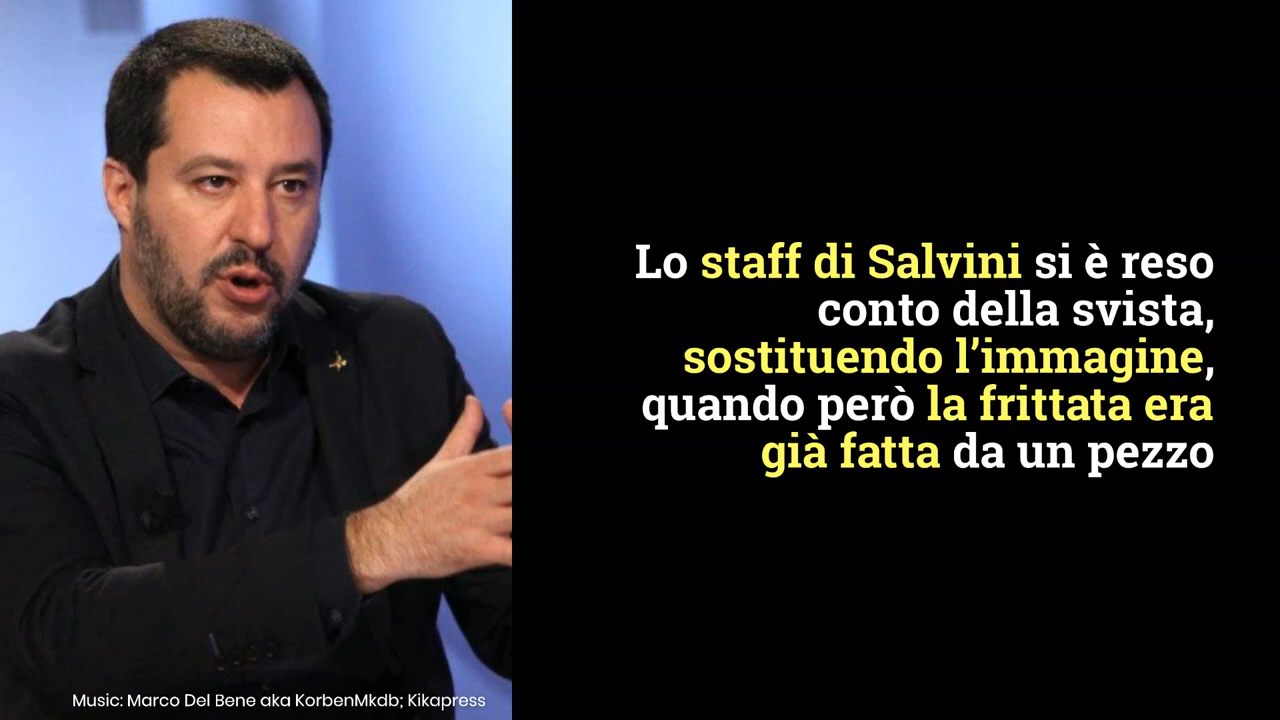 Lo staff di Salvini si è reso
conto della svista,
sostituendo l’immagine,
quando però la frittata era
già fatta da un pezzo
Music: Marco Del Bene aka KorbenMkdb; Kikapress